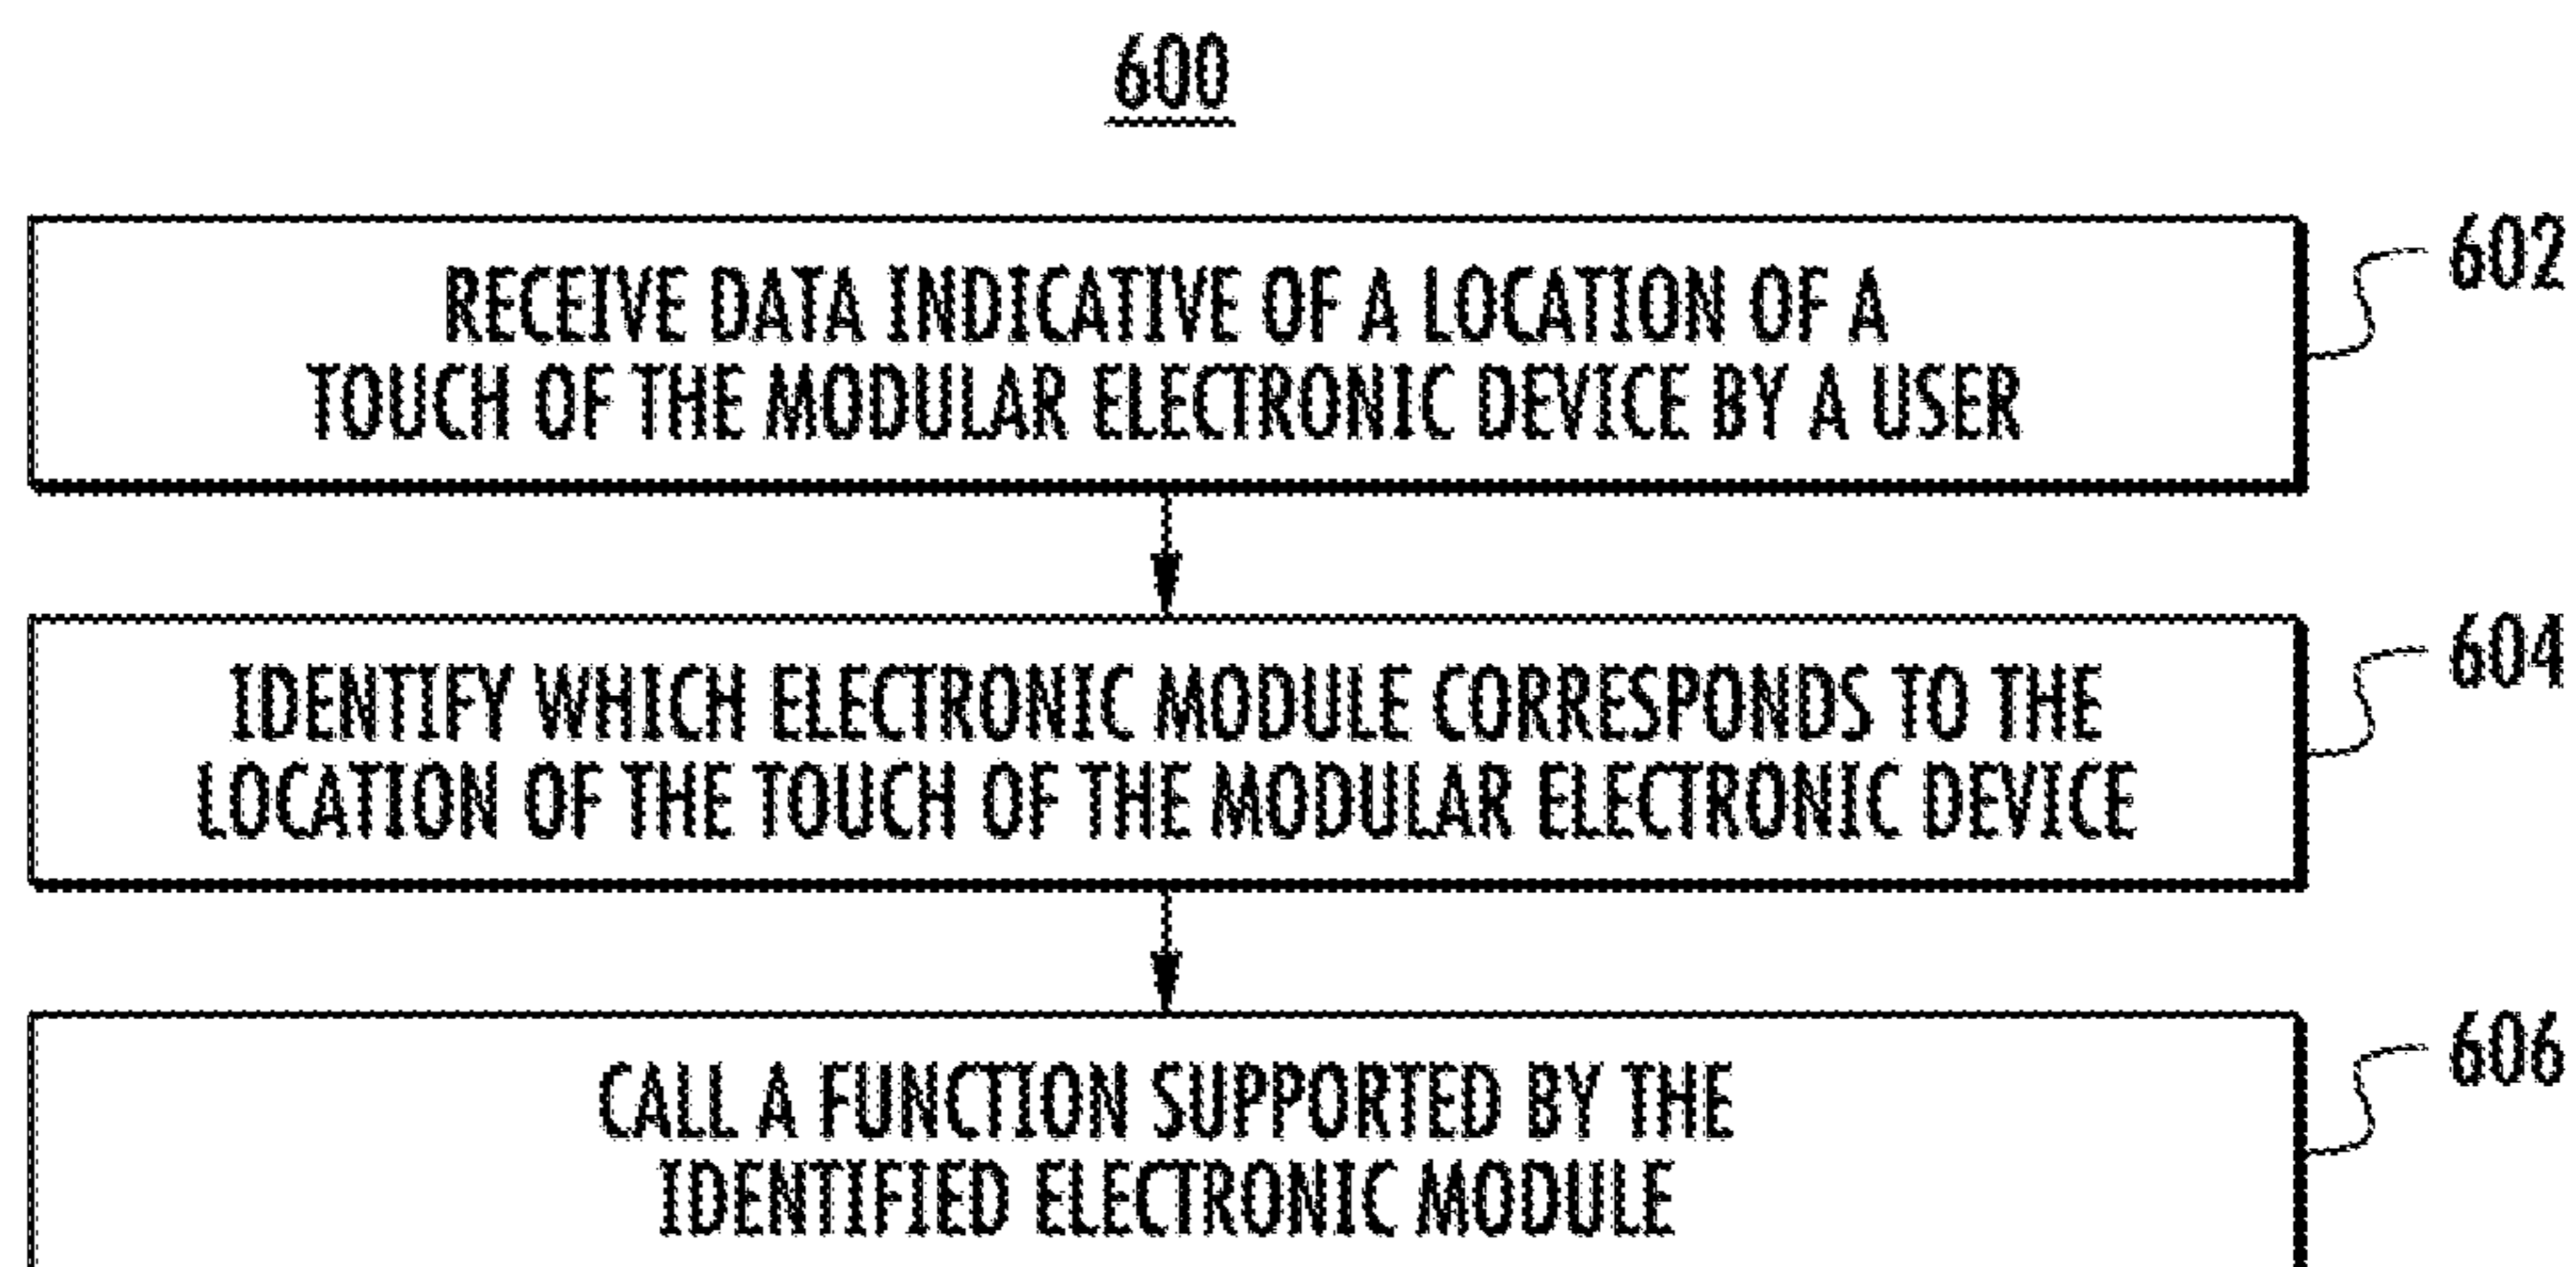 600
RECEIVE DATA INDICATIVE OF A LOCATION OF A
TOUCH OF THE MODULAR ELECTRONIC DEVICE BY A USER
602
IDENTIFY WHICH ELECTRONIC MODULE CORRESPONDS TO THE
LOCATION OF THE TOUCH OF THE MODULAR ELECTRONIC DEVICE
604
CALL A FUNCTION SUPPORTED BY THE
IDENTIFIED ELECTRONIC MODULE
606